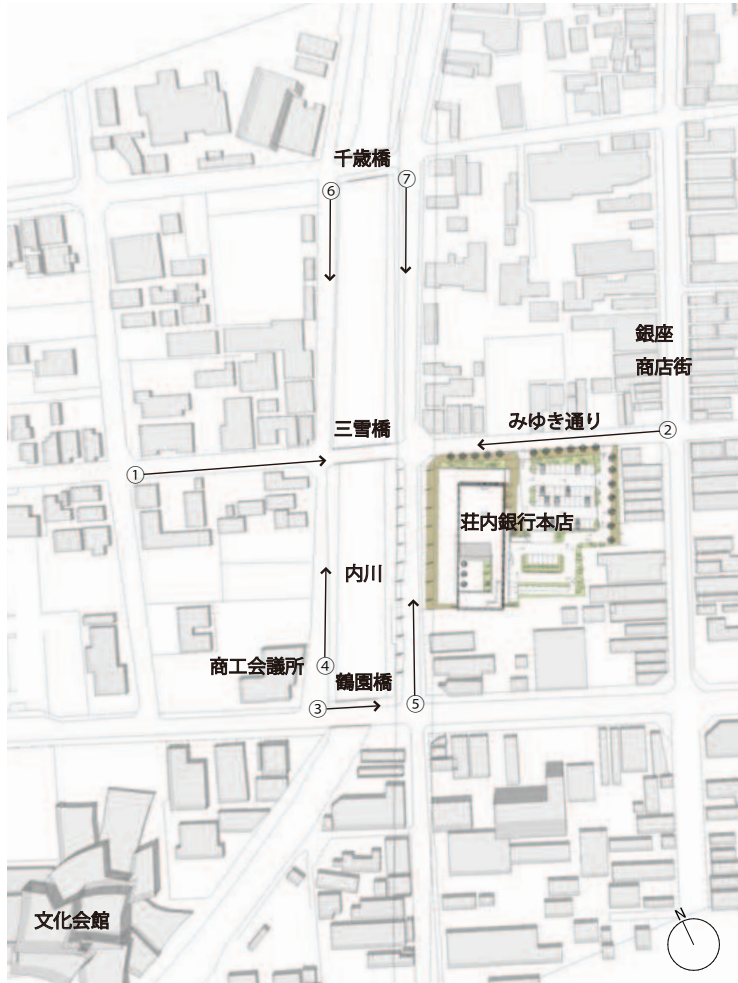 千歳橋
⑥
⑦
銀座
商店街
三雪橋
みゆき通り
②
①
荘内銀行本店
内川
商工会議所
④
鶴園橋
③
⑤
文化会館
N